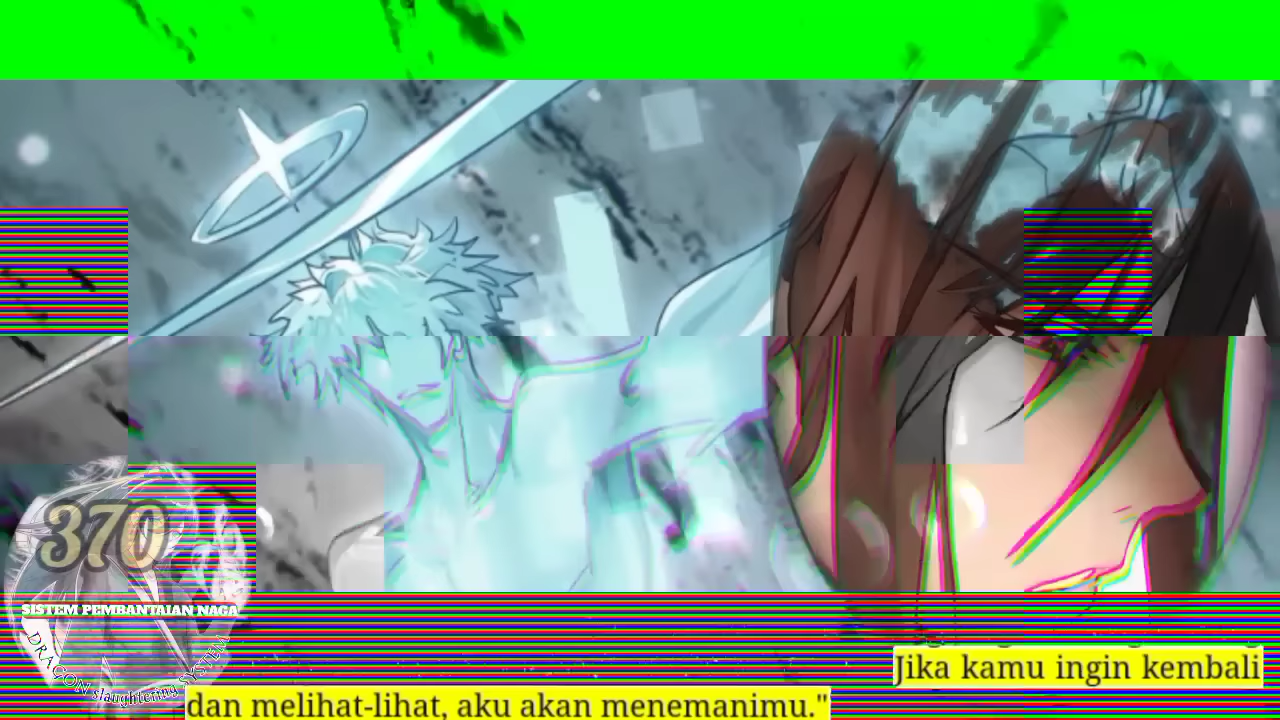 370
SISTEM PEMBANTAIAN NAGA
DRAGON slaughtering SYSTEM
Jika kamu ingin kembali
dan melihat-lihat, aku akan menemanimu."